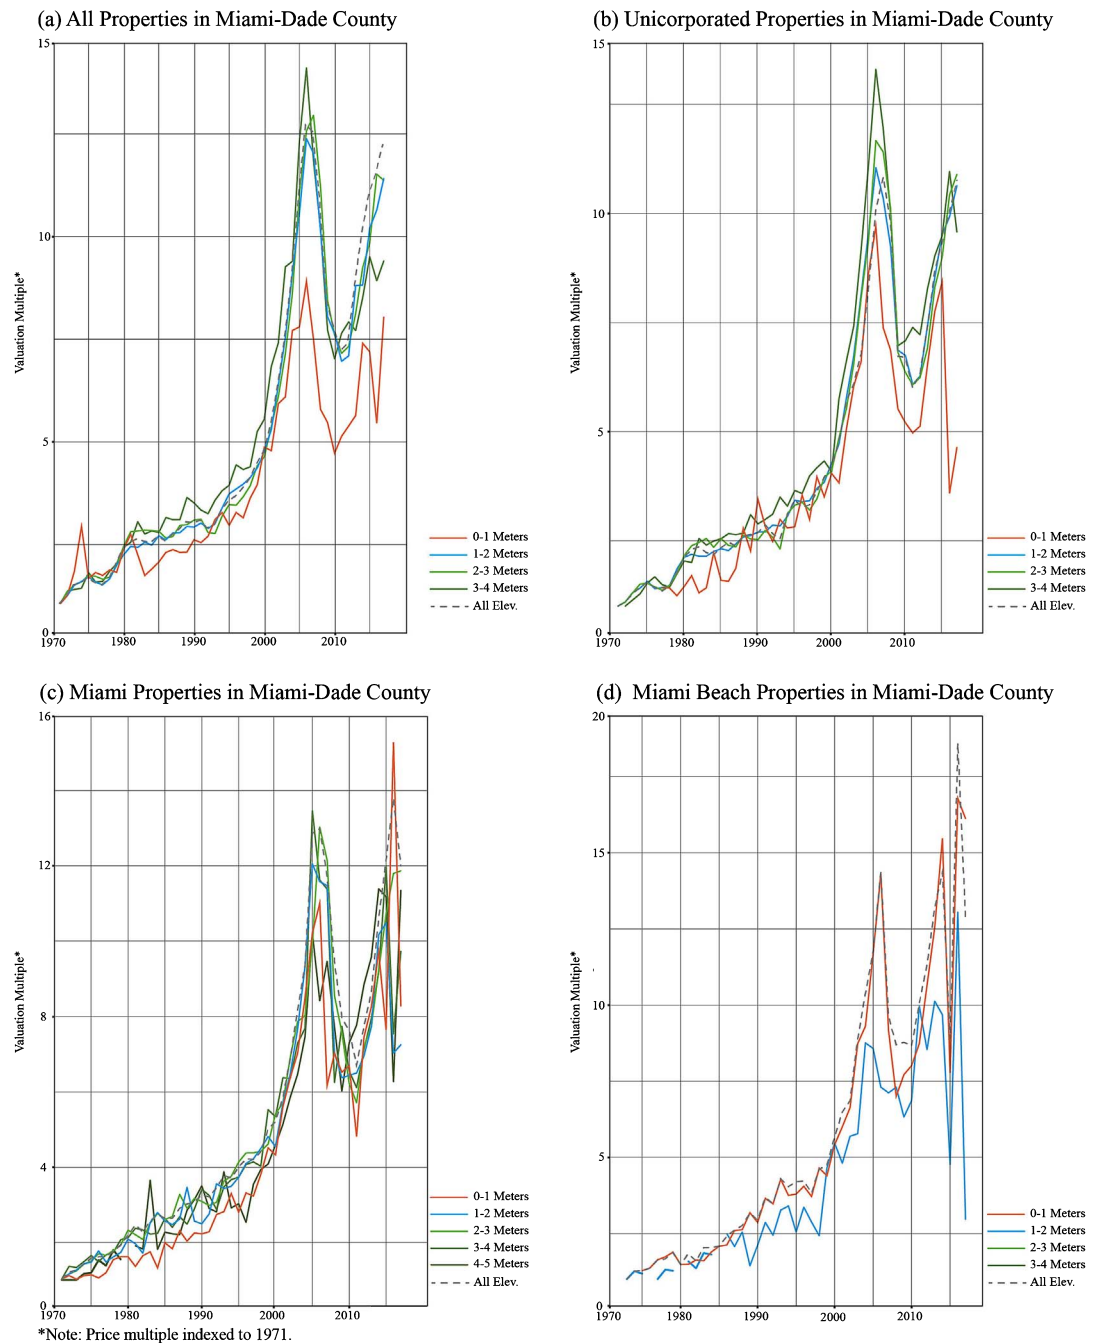 (a) All Properties in Miami-Dade County
15
10
5
0
Valuation Multiple*
1970 1980 1990 2000 2010
0-1 Meters
1-2 Meters
2-3 Meters
3-4 Meters
All Elev.
(b) Unicorporated Properties in Miami-Dade County
15
10
5
0
Valuation Multiple*
1970 1980 1990 2000 2010
0-1 Meters
1-2 Meters
2-3 Meters
3-4 Meters
All Elev.
(c) Miami Properties in Miami-Dade County
16
12
8
4
0
Valuation Multiple*
1970 1980 1990 2000 2010
0-1 Meters
1-2 Meters
2-3 Meters
3-4 Meters
4-5 Meters
All Elev.
(d) Miami Beach Properties in Miami-Dade County
20
15
10
5
0
Valuation Multiple*
1970 1980 1990 2000 2010
0-1 Meters
1-2 Meters
2-3 Meters
3-4 Meters
All Elev.
*Note: Price multiple indexed to 1971.